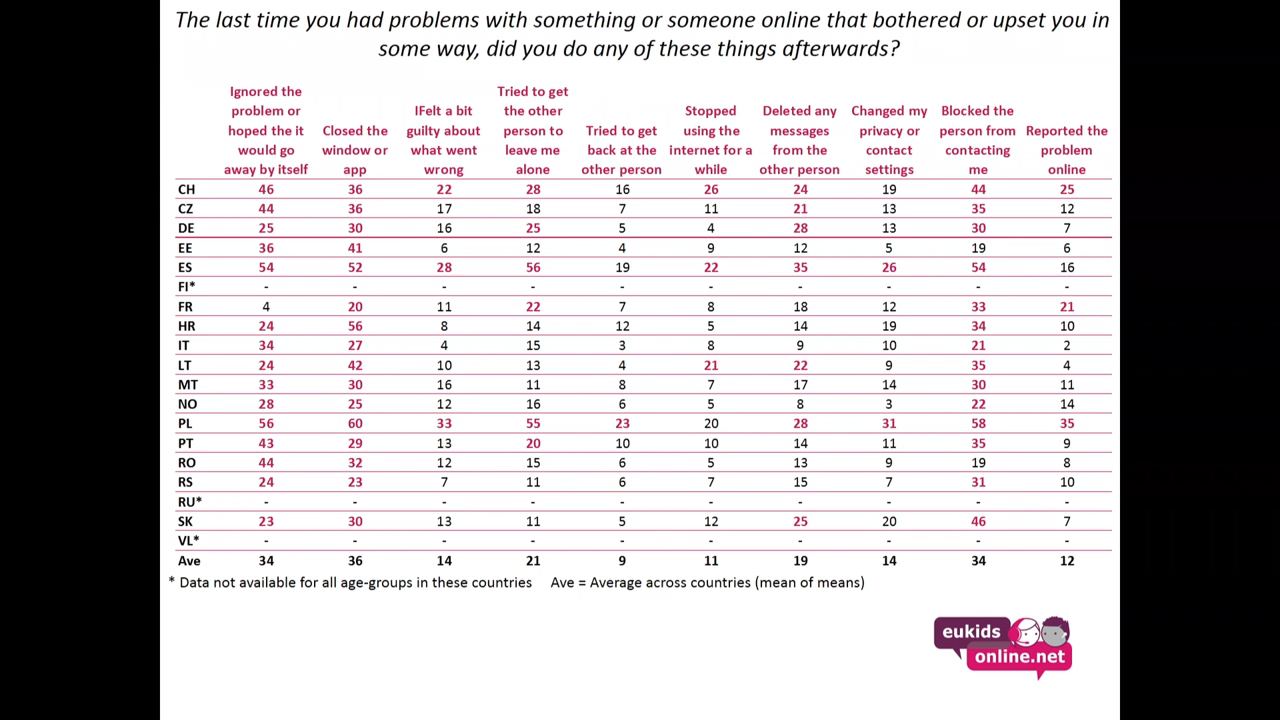 The last time you had problems with something or someone online that bothered or upset you in
some way, did you do any of these things afterwards?
Ignored the problem or hoped the it would go away by itself
Closed the window or app
IFelt a bit guilty about what went wrong
Tried to get the other person to leave me alone
Tried to get back at the other person
Stopped using the internet for a while
Deleted any messages from the other person
Changed my privacy or contact settings
Blocked the person from contacting me
Reported the problem online
CH 46 36 22 28 16 26 24 19 44 25
CZ 44 36 17 18 7 11 21 13 35 12
DE 25 30 16 25 5 4 28 13 30 7
EE 36 41 6 12 4 9 12 5 19 6
ES 54 52 28 56 19 22 35 26 54 16
FI* - - - - - - - - - -
FR 4 20 11 22 7 8 18 12 33 21
HR 24 56 8 14 12 5 14 19 34 10
IT 34 27 4 15 3 8 9 10 21 2
LT 24 42 10 13 4 21 22 9 35 4
MT 33 30 16 11 8 7 17 14 30 11
NO 28 25 12 16 6 5 8 3 22 14
PL 56 60 33 55 23 20 28 31 58 35
PT 43 29 13 20 10 10 14 11 35 9
RO 44 32 12 15 6 5 13 9 19 8
RS 24 23 7 11 6 7 15 7 31 10
RU* - - - - - - - - - -
SK 23 30 13 11 5 12 25 20 46 7
VL* - - - - - - - - - -
Ave 34 36 14 21 9 11 19 14 34 12
* Data not available for all age-groups in these countries Ave = Average across countries (mean of means)
eukids
online.net